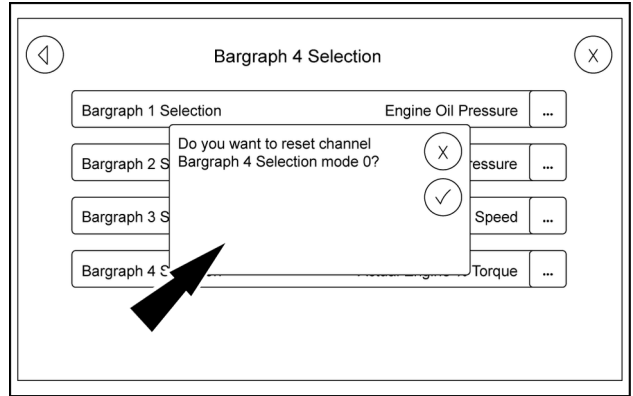 Bargraph 4 Selection
X
Bargraph 1 Selection Engine Oil Pressure ...
Do you want to reset channel
Bargraph 4 Selection mode 0?
X
Bargraph 2 S ressure ...
Bargraph 3 S Speed ...
Bargraph 4 Torque ...